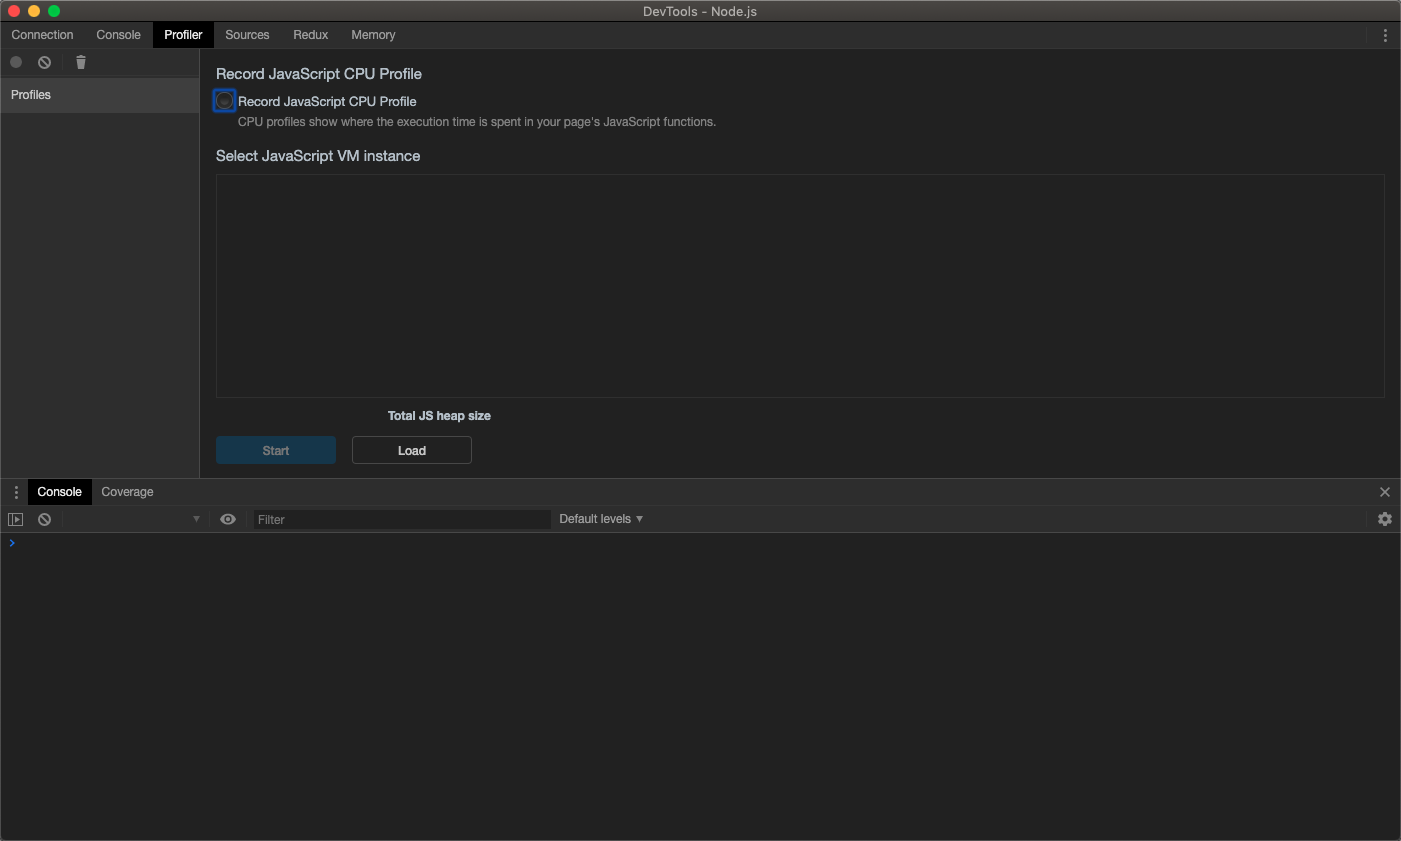 DevTools - Node.js
Connection Console Profiler Sources Redux Memory
Profiles
Record JavaScript CPU Profile
Record JavaScript CPU Profile
CPU profiles show where the execution time is spent in your page's JavaScript functions.
Select JavaScript VM instance
Total JS heap size
Start Load
Console Coverage
Filter Default levels ▼